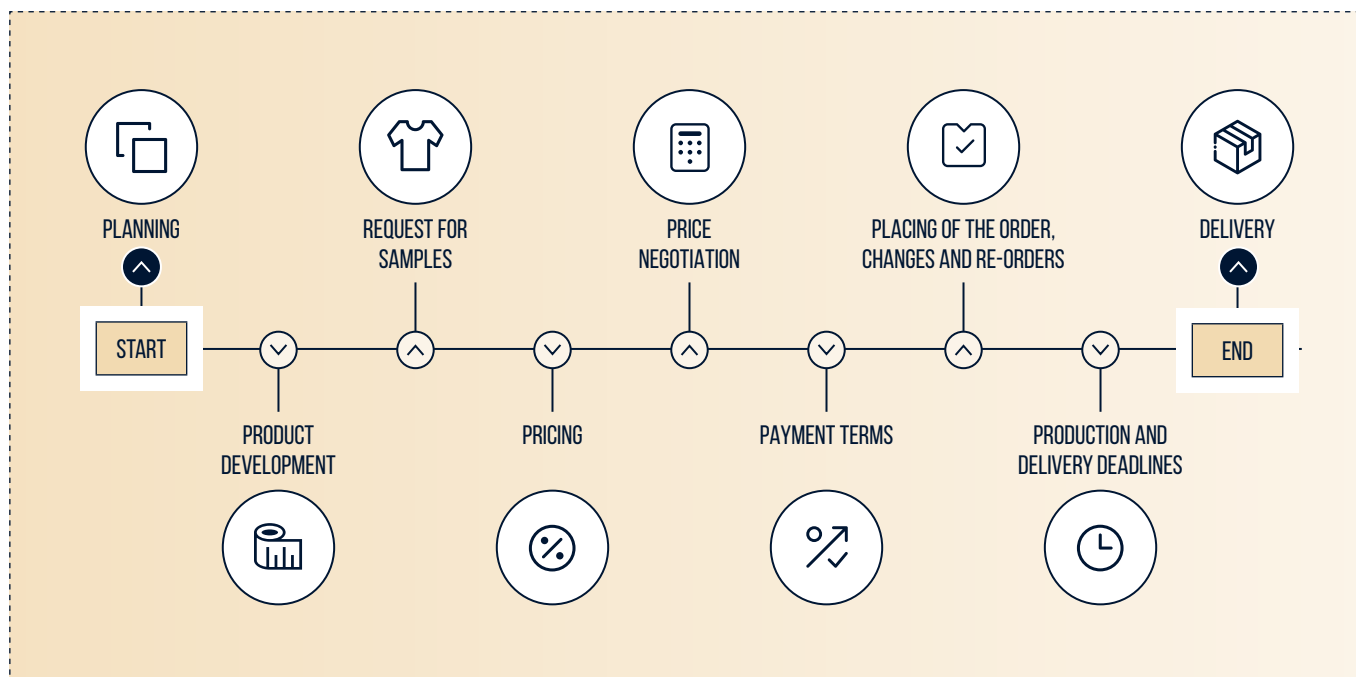 PLANNING
START
PRODUCT
DEVELOPMENT
REQUEST FOR
SAMPLES
PRICING
PRICE
NEGOTIATION
PAYMENT TERMS
PLACING OF THE ORDER,
CHANGES AND RE-ORDERS
PRODUCTION AND
DELIVERY DEADLINES
DELIVERY
END